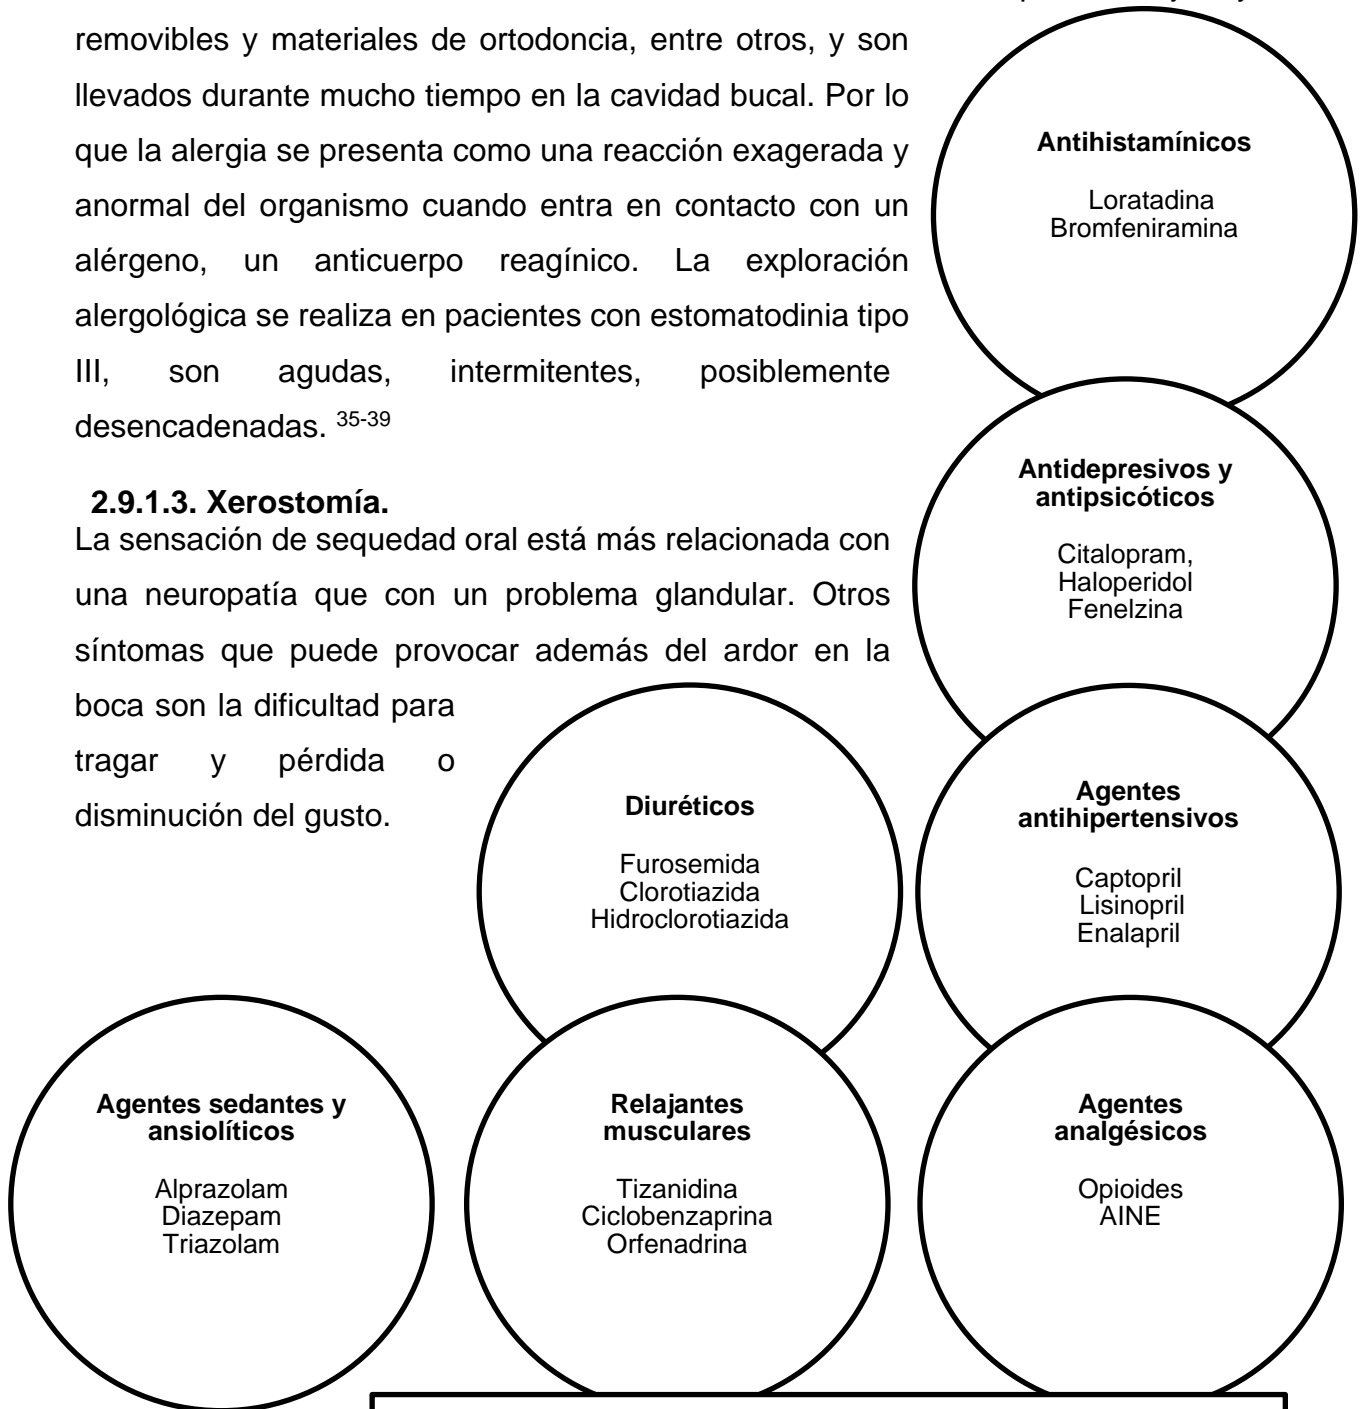 removibles y materiales de ortodoncia, entre otros, y son
llevados durante mucho tiempo en la cavidad bucal. Por lo
que la alergia se presenta como una reacción exagerada y
anormal del organismo cuando entra en contacto con un
alérgeno, un anticuerpo reagínico. La exploración
alergológica se realiza en pacientes con estomatodinia tipo
III, son agudas, intermitentes, posiblemente
desencadenadas. 35-39
2.9.1.3. Xerostomía.
La sensación de sequedad oral está más relacionada con
una neuropatía que con un problema glandular. Otros
síntomas que puede provocar además del ardor en la
boca son la dificultad para
tragar y pérdida o
disminución del gusto.
Antihistamínicos
Loratadina
Bromfeniramina
Antidepresivos y
antipsicóticos
Citalopram,
Haloperidol
Fenelzina
Diuréticos
Furosemida
Clorotiazida
Hidroclorotiazida
Agentes
antihipertensivos
Captopril
Lisinopril
Enalapril
Agentes sedantes y
ansiolíticos
Alprazolam
Diazepam
Triazolam
Relajantes
musculares
Tizanidina
Ciclobenzaprina
Orfenadrina
Agentes
analgésicos
Opioides
AINE